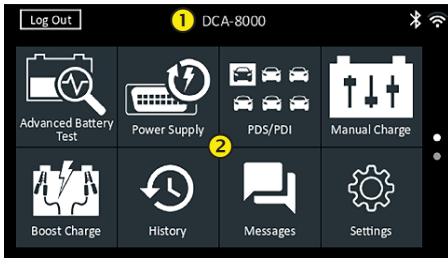 Log Out
1
DCA-8000
Advanced Battery
Test
Power Supply
PDS/PDI
Manual Charge
2
Boost Charge
History
Messages
Settings